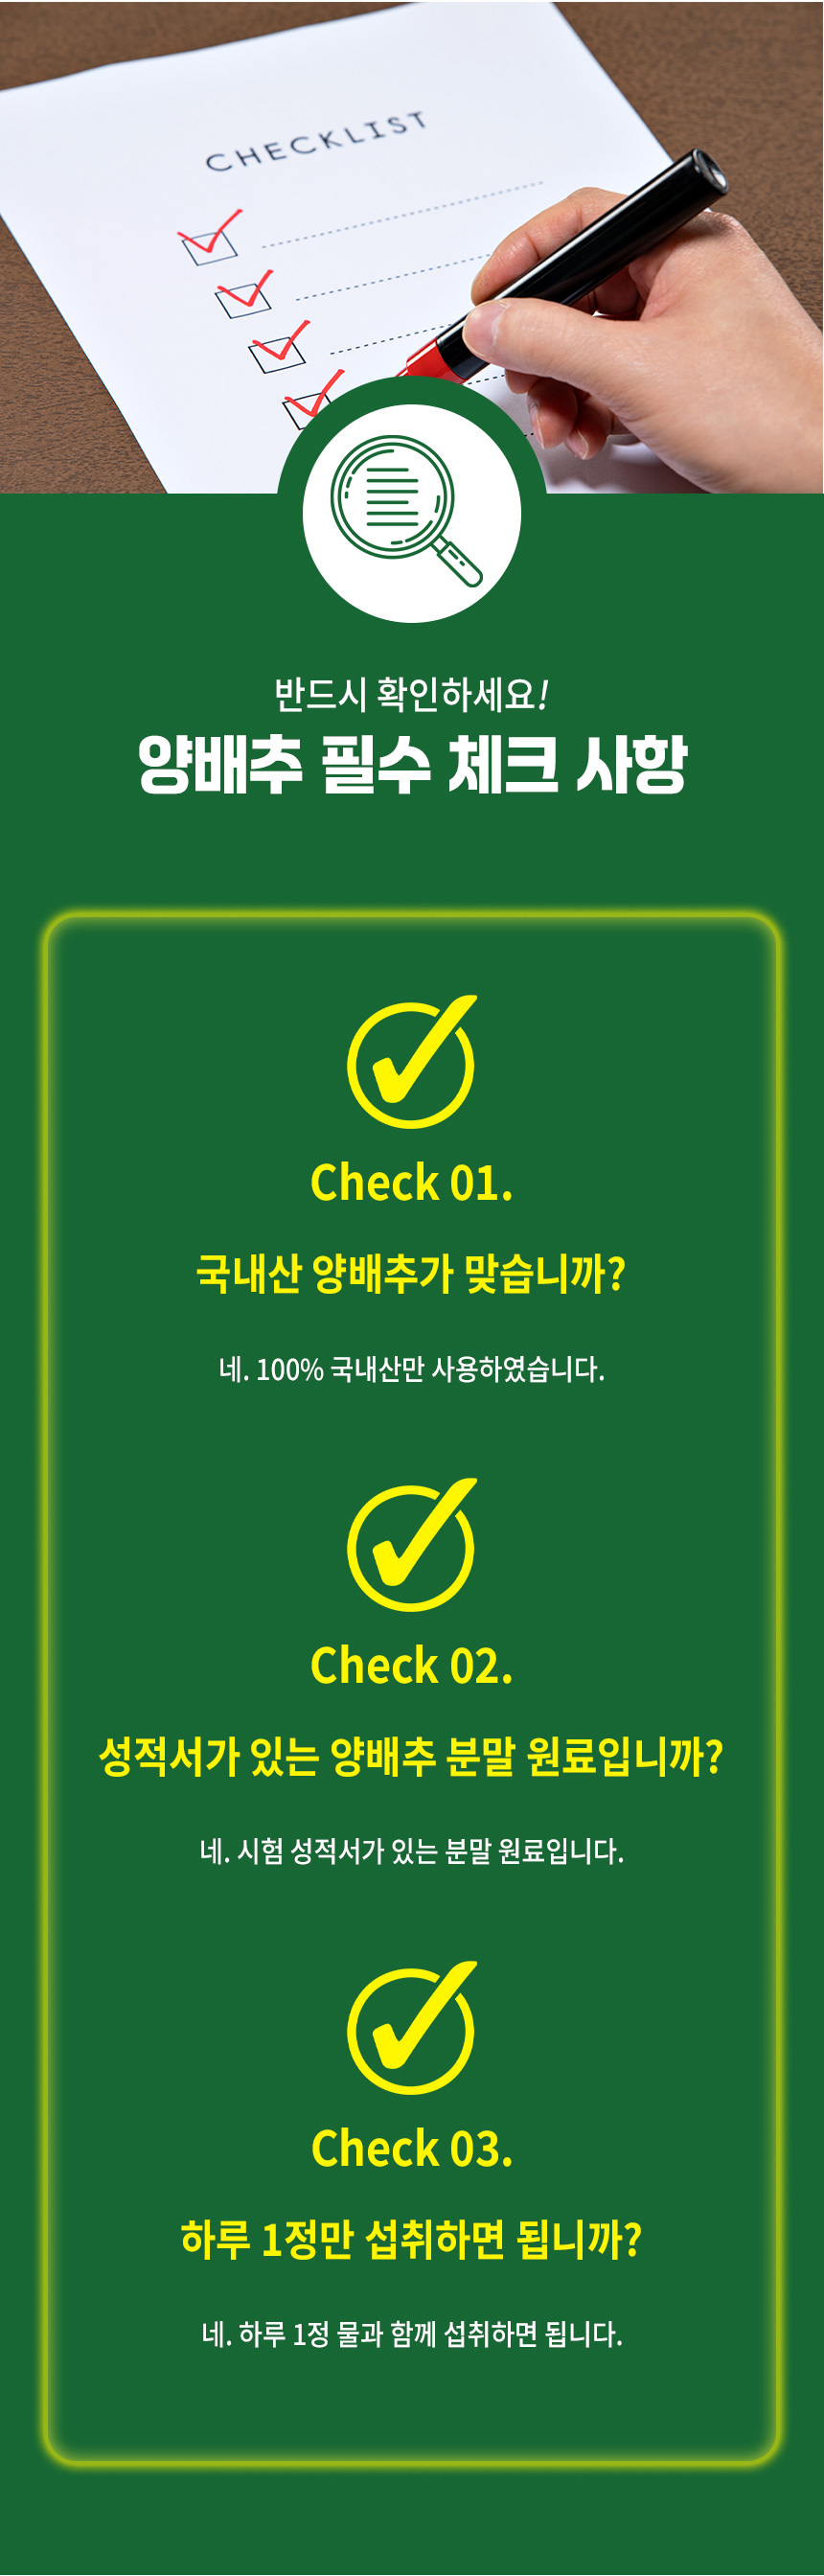 CHECKLIST
반드시 확인하세요!
양배추 필수 체크 사항
Check 01.
국내산 양배추가 맞습니까?
네. 100% 국내산만 사용하였습니다.
Check 02.
성적서가 있는 양배추 분말 원료입니까?
네. 시험 성적서가 있는 분말 원료입니다.
Check 03.
하루 1정만 섭취하면 됩니까?
네. 하루 1정 물과 함께 섭취하면 됩니다.